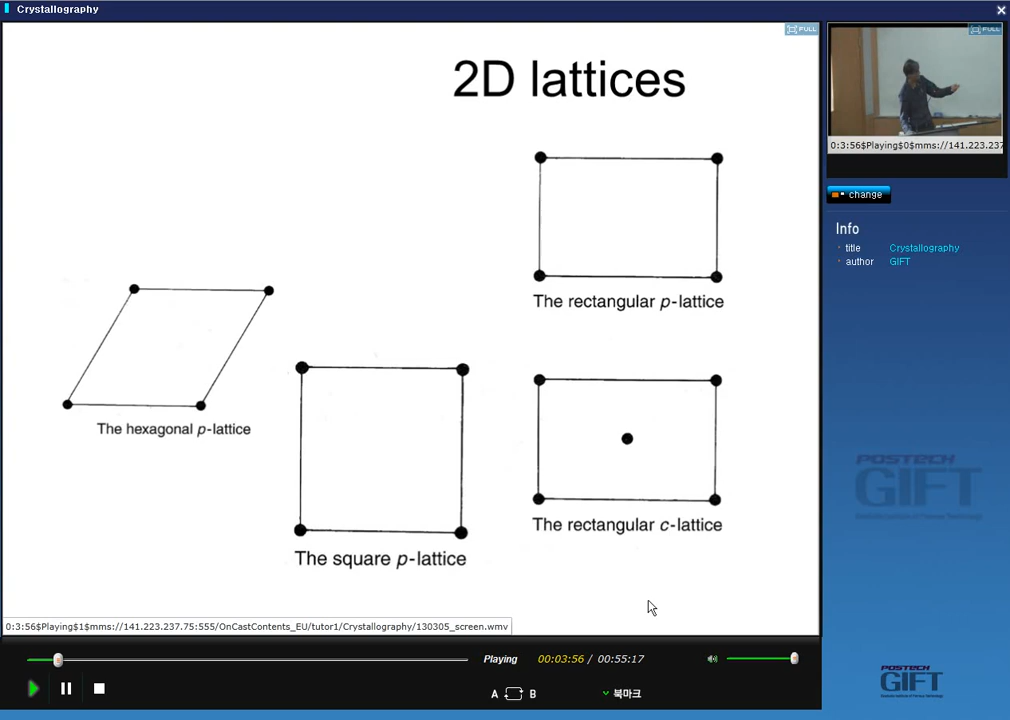 Crystallography
FULL
2D lattices
FULL
0:3:56$Playing$0$mms://141.223.237
change
The rectangular p-lattice
Info
title Crystallography
author GIFT
The hexagonal p-lattice
The rectangular c-lattice
The square p-lattice
POSTECH
GIFT
0:3:56$Playing$1$mms://141.223.237.75:555/OnCastContents_EU/tutor1/Crystallography/130305_screen.wmv
Playing 00:03:56 / 00:55:17
A B 북마크
POSTECH
GIFT